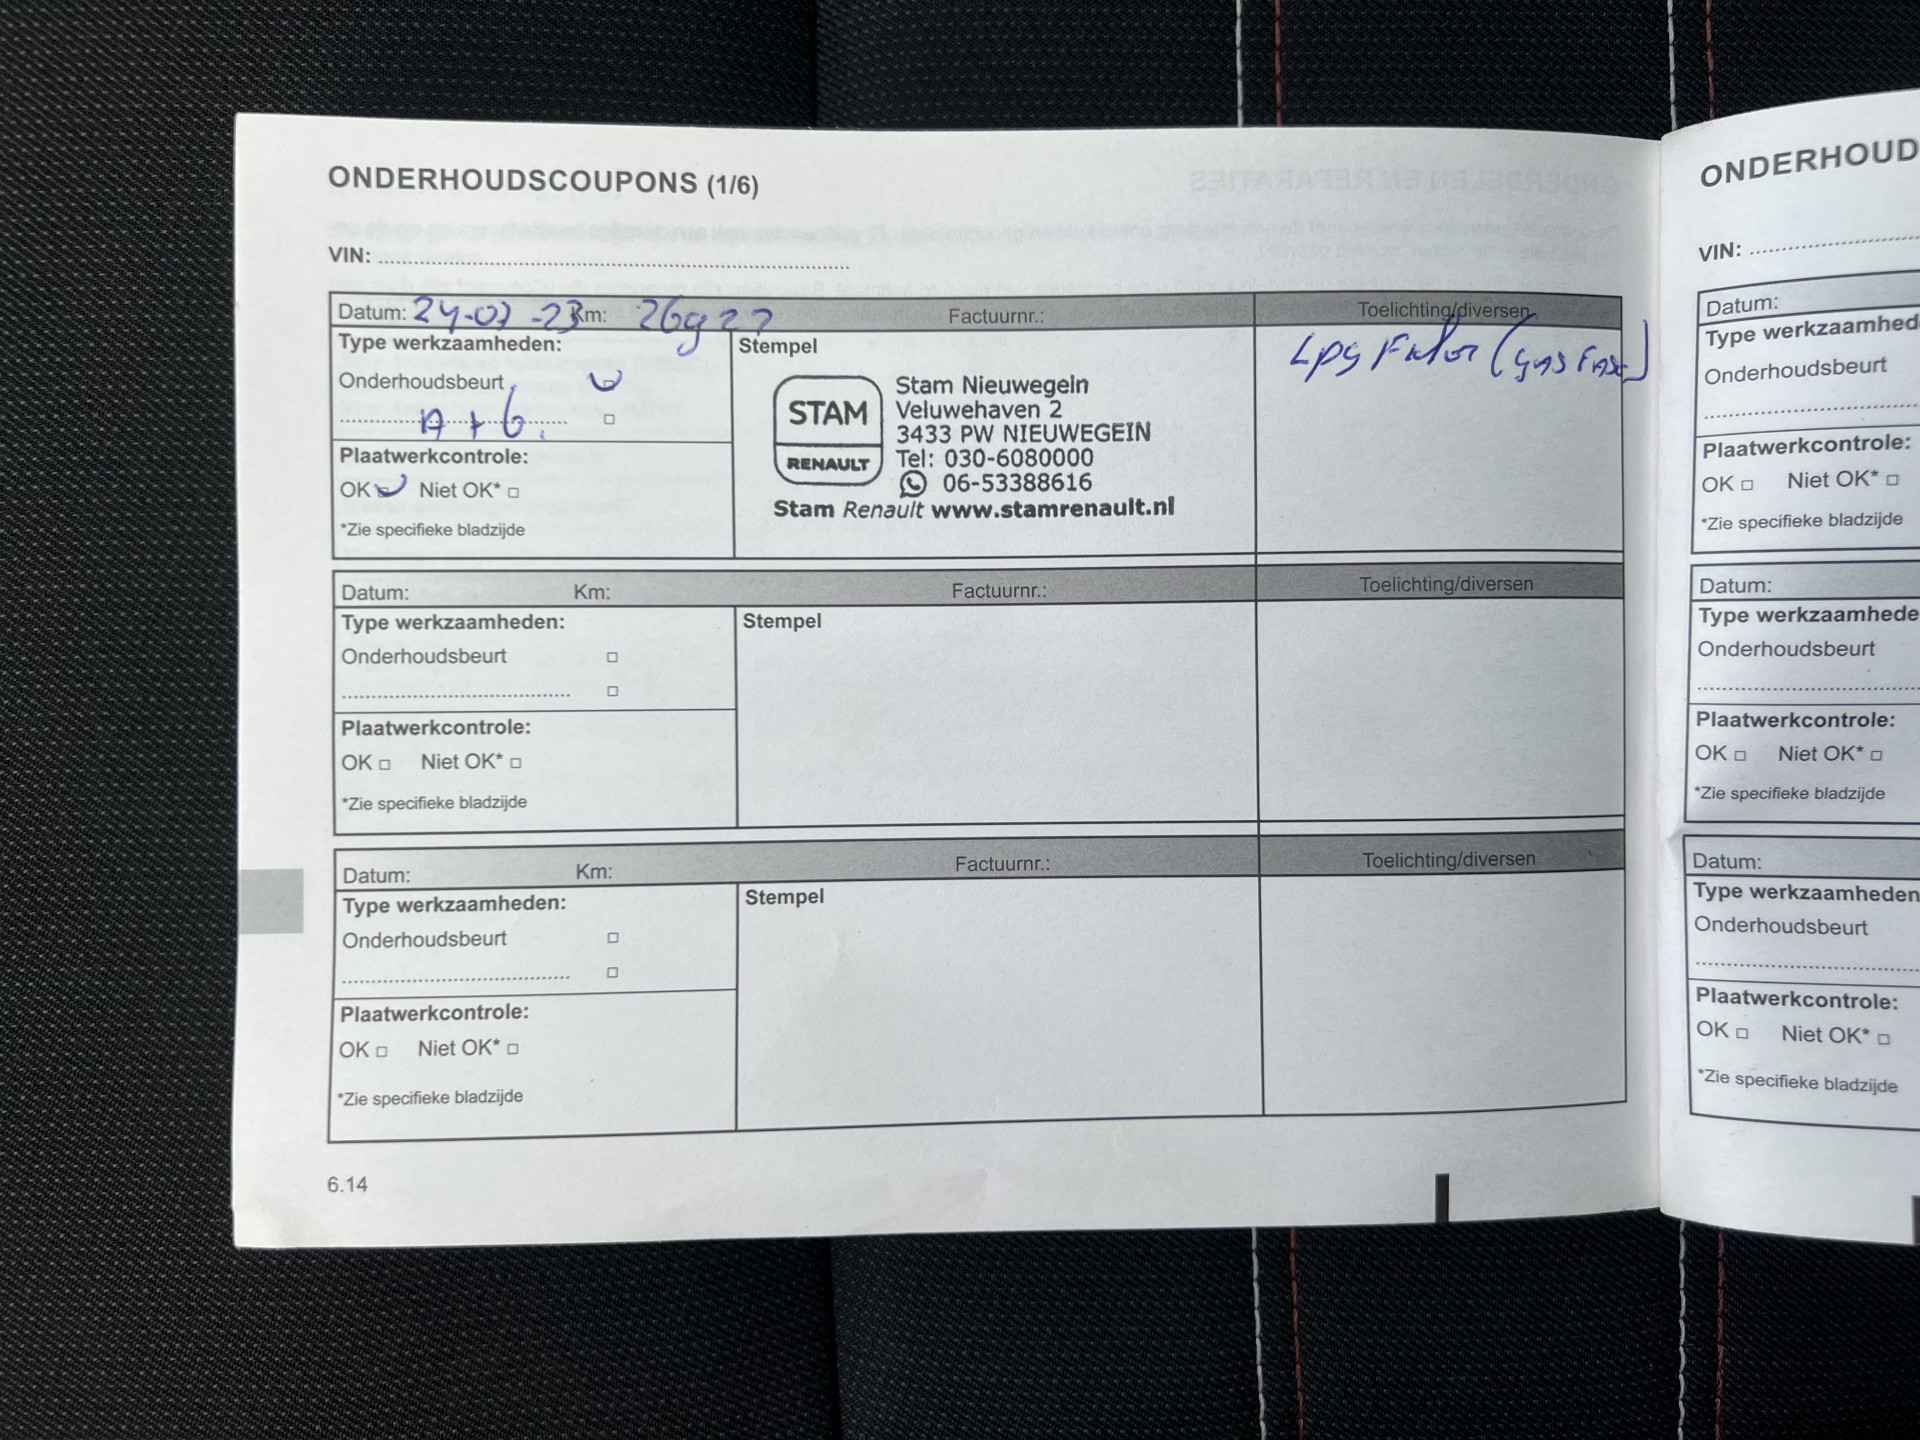 ONDERHOUDSCOUPONS (1/6)
VIN:
Datum: 24-07-23 Km: 26922 Factuurnr.: Toelichting/diversen
Type werkzaamheden:
Onderhoudsbeurt
A + G.
Plaatwerkcontrole:
OK Niet OK*
*Zie specifieke bladzijde
Stempel
STAM
RENAULT
Stam Nieuwegein
Veluwehaven 2
3433 PW NIEUWEGEIN
Tel: 030-6080000
06-53388616
Stam Renault www.stamrenault.nl
Lpg Filter (gas fase)
Datum: Km: Factuurnr.: Toelichting/diversen
Type werkzaamheden:
Onderhoudsbeurt
Plaatwerkcontrole:
OK Niet OK*
*Zie specifieke bladzijde
Stempel
Datum: Km: Factuurnr.: Toelichting/diversen
Type werkzaamheden:
Onderhoudsbeurt
Plaatwerkcontrole:
OK Niet OK*
*Zie specifieke bladzijde
Stempel
6.14
ONDERHOUD
VIN:
Datum:
Type werkzaamhed
Onderhoudsbeurt
Plaatwerkcontrole:
OK Niet OK*
*Zie specifieke bladzijde
Datum:
Type werkzaamhede
Onderhoudsbeurt
Plaatwerkcontrole:
OK Niet OK*
*Zie specifieke bladzijde
Datum:
Type werkzaamheden
Onderhoudsbeurt
Plaatwerkcontrole:
OK Niet OK*
*Zie specifieke bladzijde